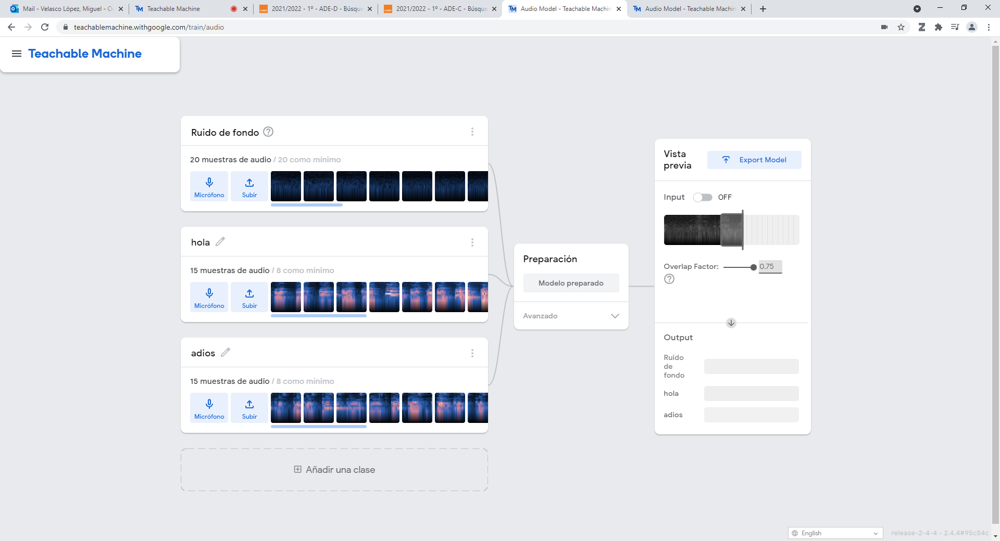 Mail - Velasco López, Miguel - O
Teachable Machine
2021/2022 - 1º - ADE-D - Búsque
2021/2022 - 1º - ADE-C - Búsque
Audio Model - Teachable Machin
Audio Model - Teachable Machin
teachablemachine.withgoogle.com/train/audio
Teachable Machine
Ruido de fondo
20 muestras de audio / 20 como mínimo
Micrófono
Subir
hola
15 muestras de audio / 8 como mínimo
Micrófono
Subir
adios
15 muestras de audio / 8 como mínimo
Micrófono
Subir
Añadir una clase
Preparación
Modelo preparado
Avanzado
Vista
previa
Export Model
Input OFF
Overlap Factor: 0.75
Output
Ruido
de
fondo
hola
adios
English
release-2-4-4 - 2.4.4#95c54c